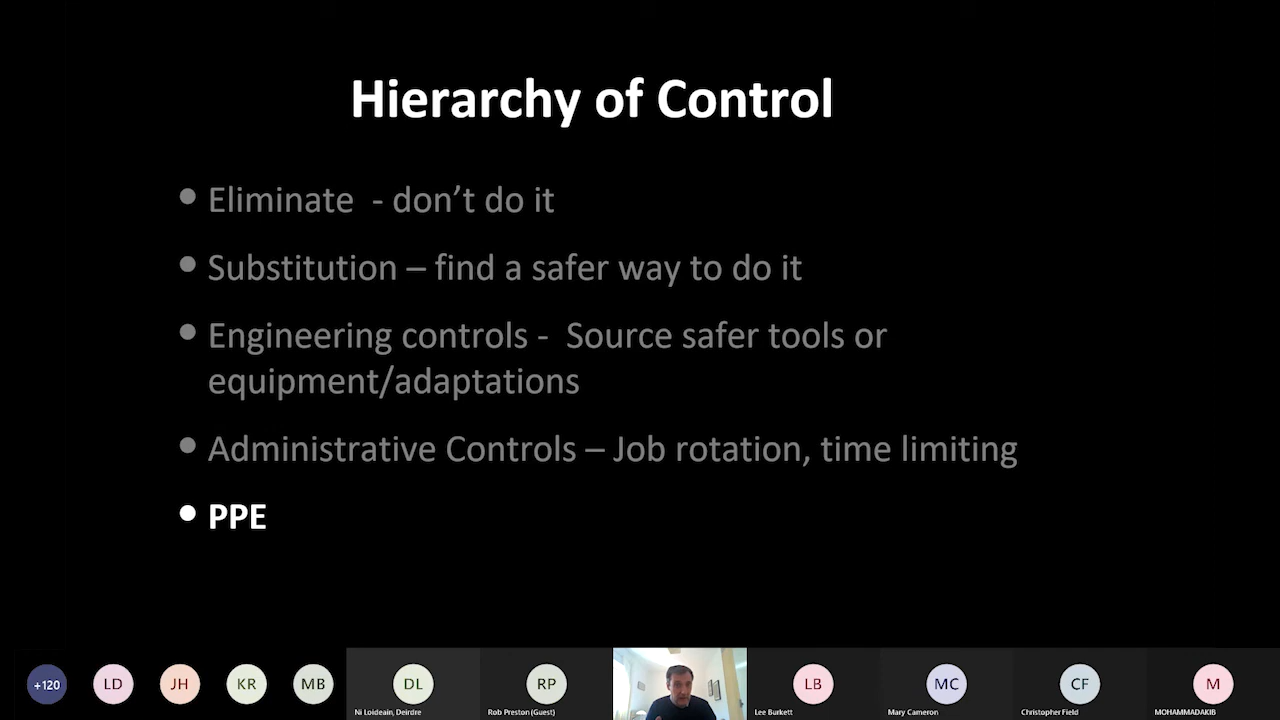 Hierarchy of Control
• Eliminate - don’t do it
• Substitution – find a safer way to do it
• Engineering controls - Source safer tools or
equipment/adaptations
• Administrative Controls – Job rotation, time limiting
• PPE
+120
LD
JH
KR
MB
DL
Ni Loideain, Deirdre
RP
Rob Preston (Guest)
LB
Lee Burkett
MC
Mary Cameron
CF
Christopher Field
M
MOHAMMADAKIB